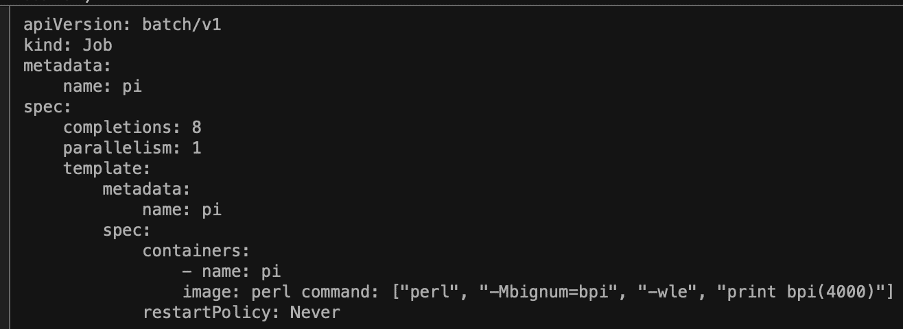 apiVersion: batch/v1
kind: Job
metadata:
    name: pi
spec:
    completions: 8
    parallelism: 1
    template:
        metadata:
            name: pi
        spec:
            containers:
                - name: pi
                image: perl command: ["perl", "-Mbignum=bpi", "-wle", "print bpi(4000)"]
            restartPolicy: Never